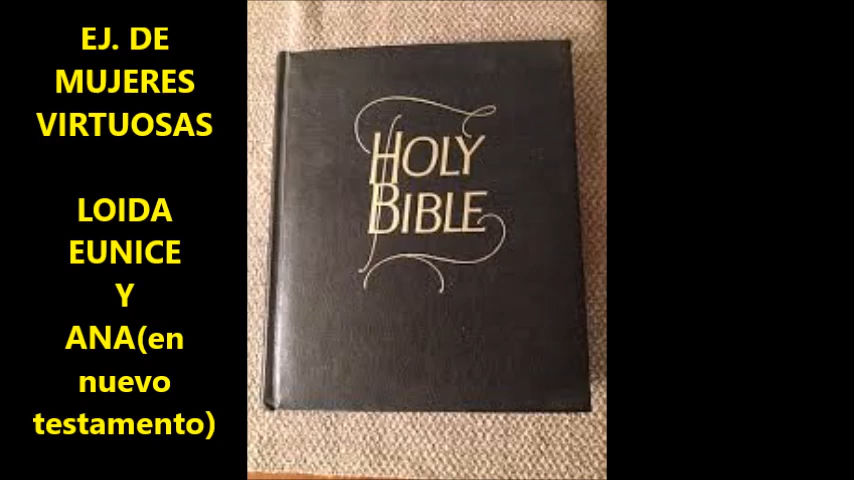 EJ. DE
MUJERES
VIRTUOSAS
LOIDA
EUNICE
Y
ANA(en
nuevo
testamento)
HOLY
BIBLE